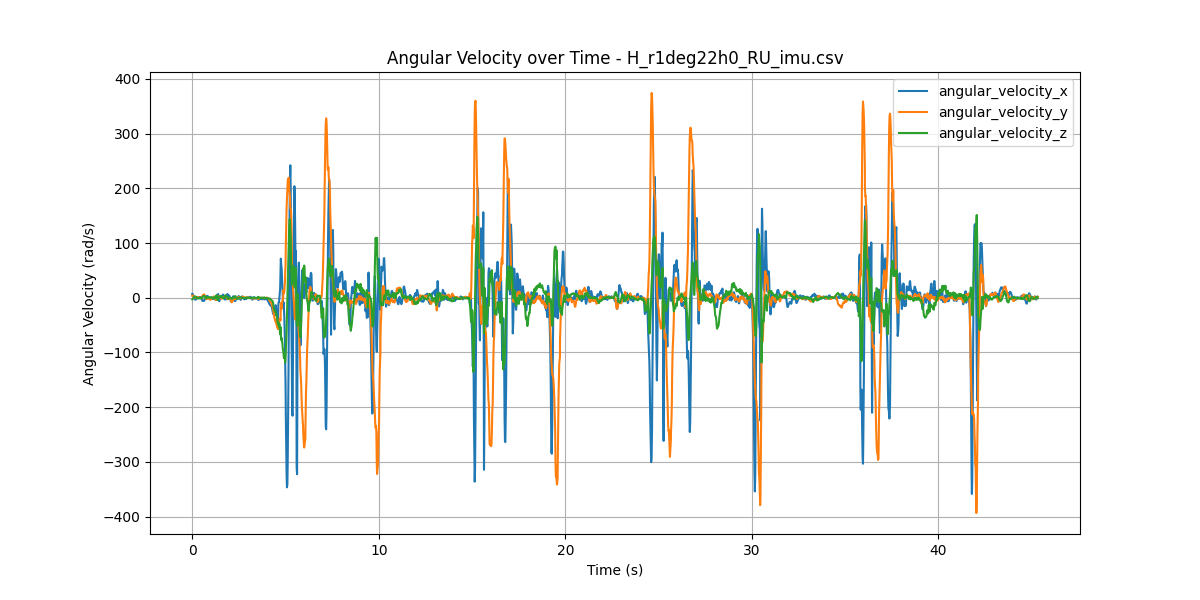 Angular Velocity over Time - H_r1deg22h0_RU_imu.csv
angular_velocity_x
angular_velocity_y
angular_velocity_z
Angular Velocity (rad/s)
400
300
200
100
0
−100
−200
−300
−400
0 10 20 30 40
Time (s)